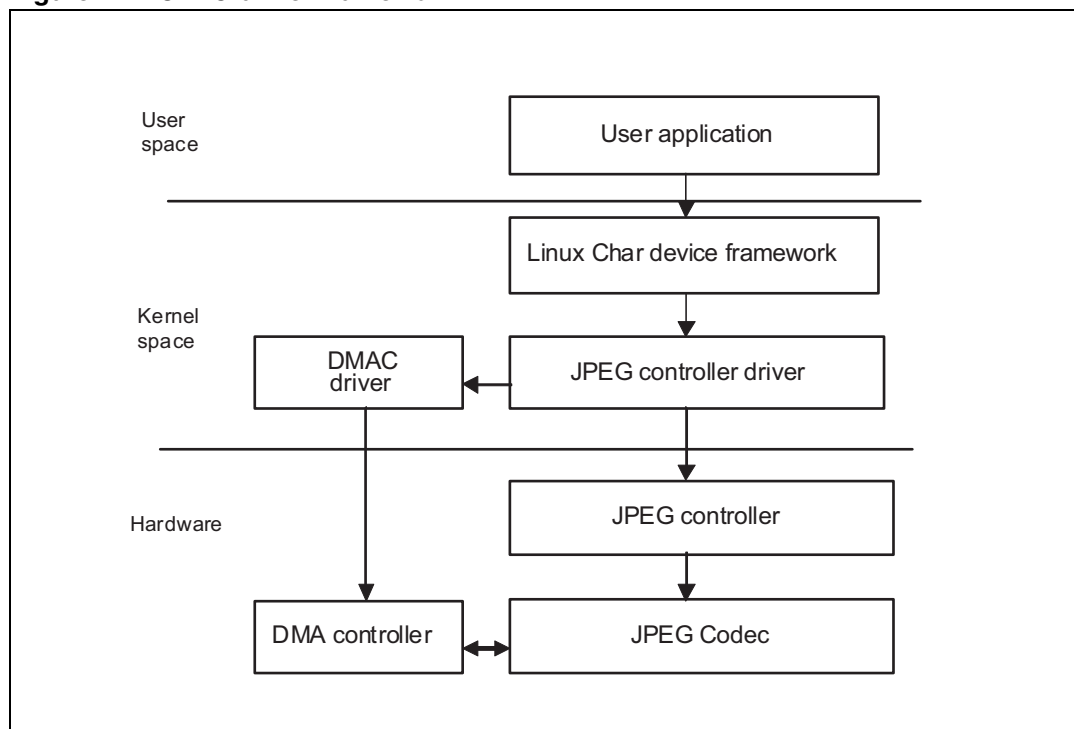 User
space
User application
Linux Char device framework
Kernel
space
DMAC
driver
JPEG controller driver
JPEG controller
Hardware
DMA controller
JPEG Codec